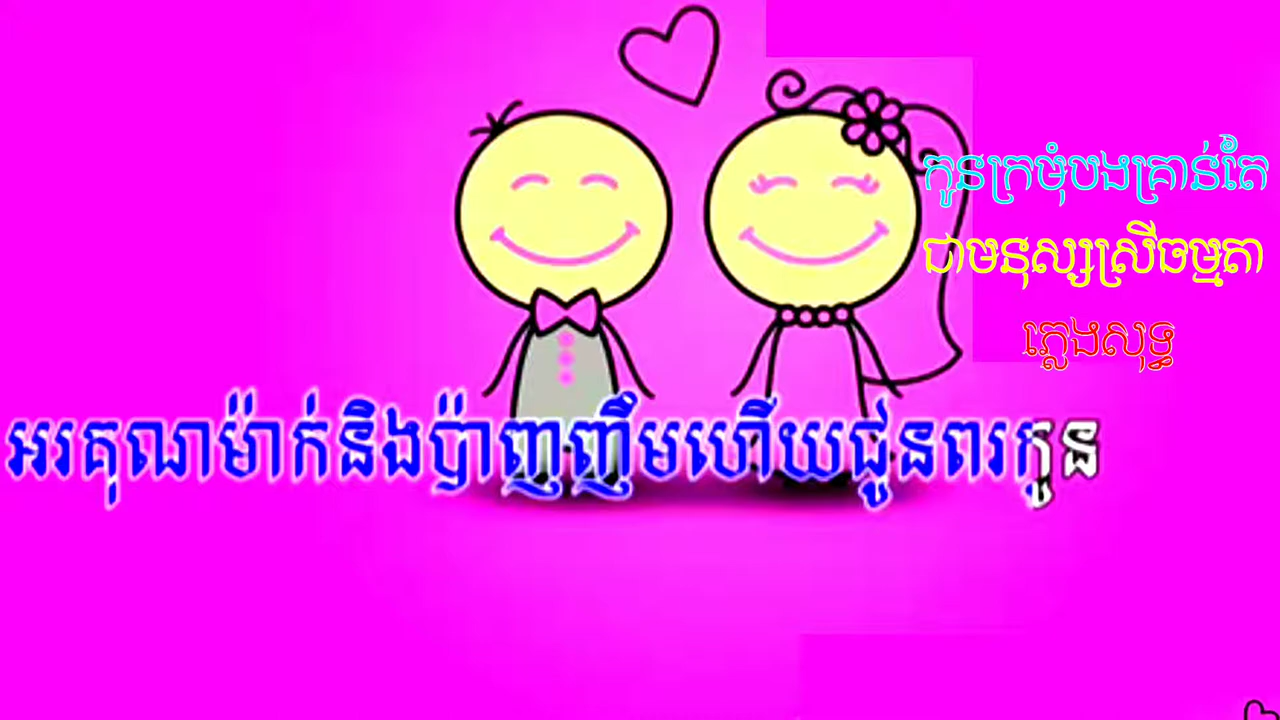 កូនក្រមុំបងគ្រាន់តែ
ជាមនុស្សស្រីធម្មតា
ភ្លេងសុទ្ធ
អរគុណម៉ាក់និងប៉ាញញឹមហើយជូនពរកូន